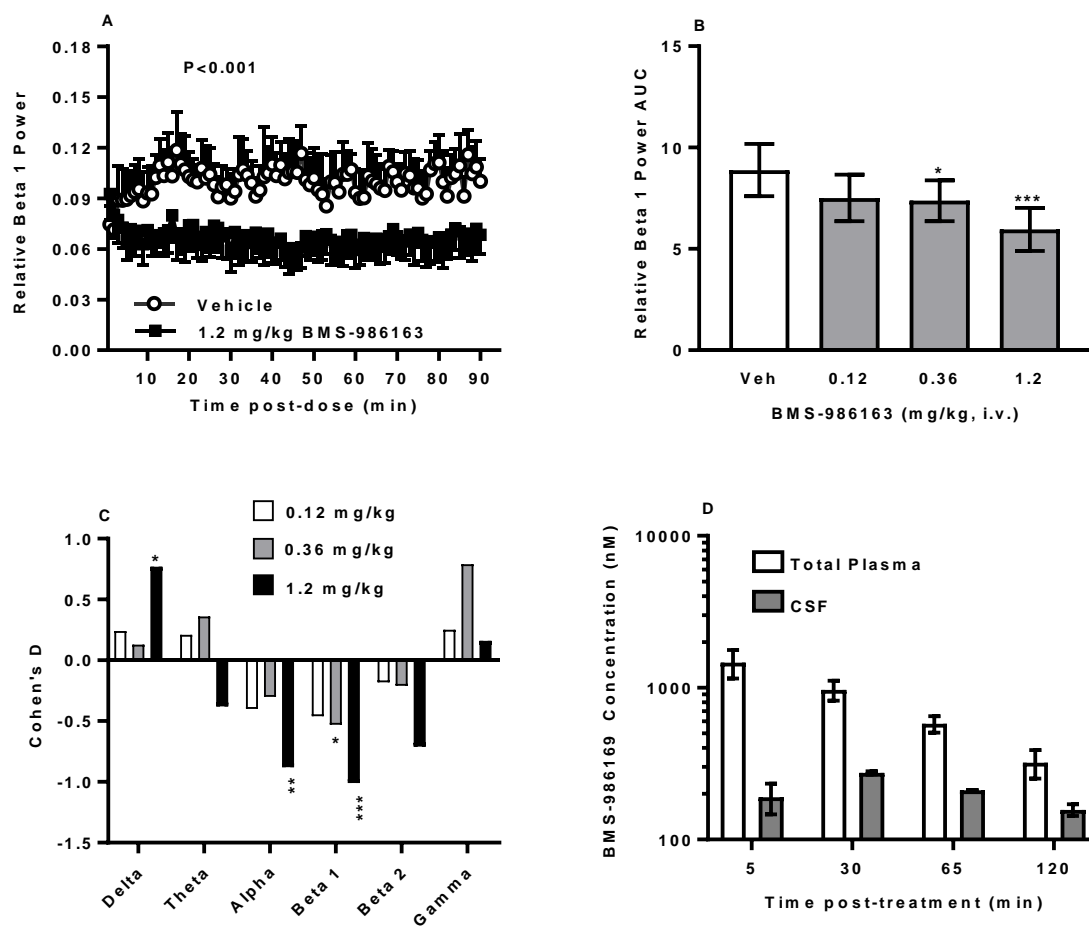 A
Relative Beta 1 Power
0.18
0.15
0.12
0.09
0.06
0.03
0.00
P<0.001
Vehicle
1.2 mg/kg BMS-986163
10 20 30 40 50 60 70 80 90
Time post-dose (min)
B
Relative Beta 1 Power AUC
15
10
5
0
*
***
Veh 0.12 0.36 1.2
BMS-986163 (mg/kg, i.v.)
C
0.12 mg/kg
0.36 mg/kg
1.2 mg/kg
Cohen's D
1.0
0.5
0.0
-0.5
-1.0
-1.5
*
**
*
***
Delta
Theta
Alpha
Beta 1
Beta 2
Gamma
D
BMS-986169 Concentration (nM)
10000
1000
100
Total Plasma
CSF
5 30 65 120
Time post-treatment (min)